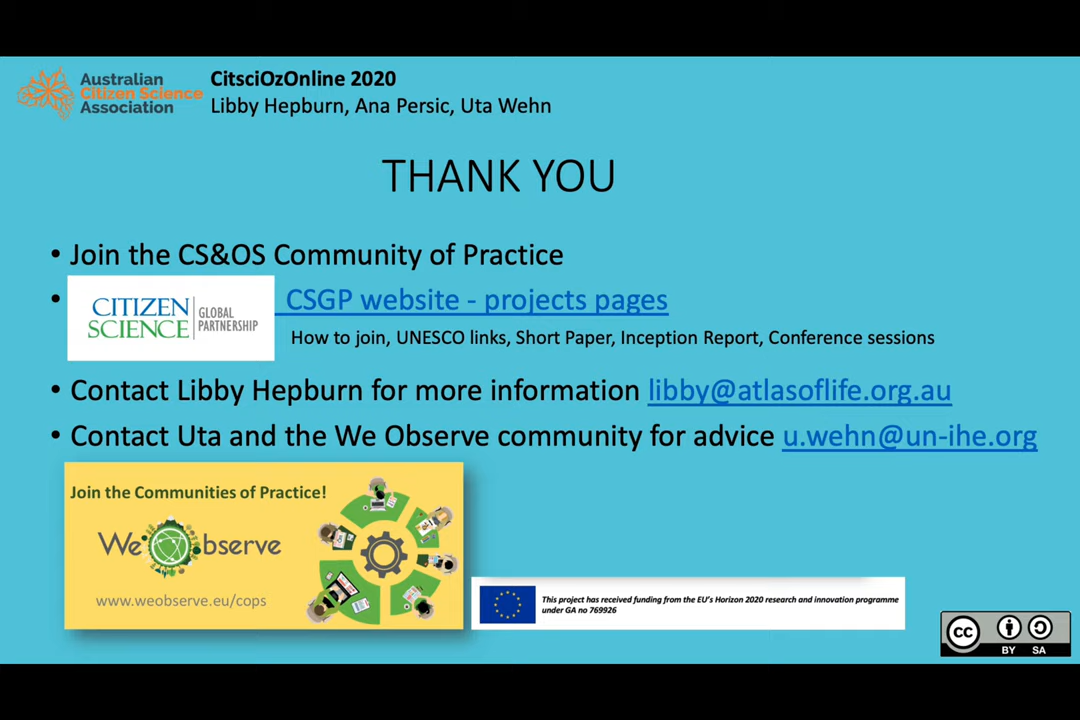 Australian
Citizen Science
Association
CitsciOzOnline 2020
Libby Hepburn, Ana Persic, Uta Wehn
THANK YOU
• Join the CS&OS Community of Practice
• CITIZEN SCIENCE GLOBAL PARTNERSHIP CSGP website - projects pages
How to join, UNESCO links, Short Paper, Inception Report, Conference sessions
• Contact Libby Hepburn for more information libby@atlasoflife.org.au
• Contact Uta and the We Observe community for advice u.wehn@un-ihe.org
Join the Communities of Practice!
We Observe
www.weobserve.eu/cops
This project has received funding from the EU's Horizon 2020 research and innovation programme
under GA no 769926
CC BY SA